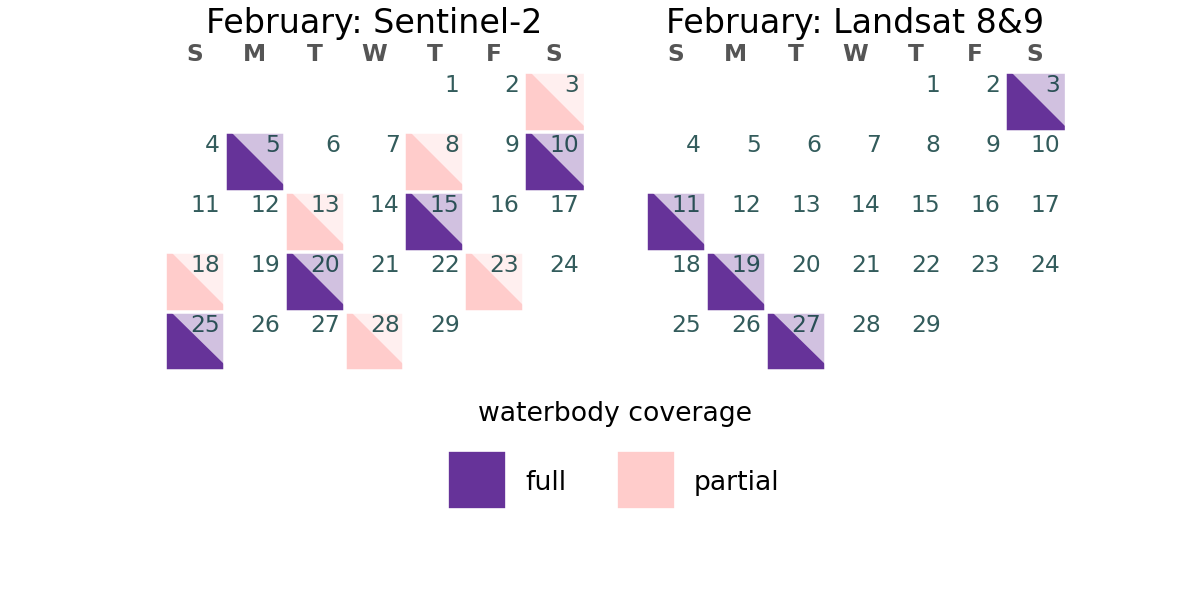 February: Sentinel-2
S M T W T F S
1 2 3
4 5 6 7 8 9 10
11 12 13 14 15 16 17
18 19 20 21 22 23 24
25 26 27 28 29
February: Landsat 8&9
S M T W T F S
1 2 3
4 5 6 7 8 9 10
11 12 13 14 15 16 17
18 19 20 21 22 23 24
25 26 27 28 29
waterbody coverage
full partial